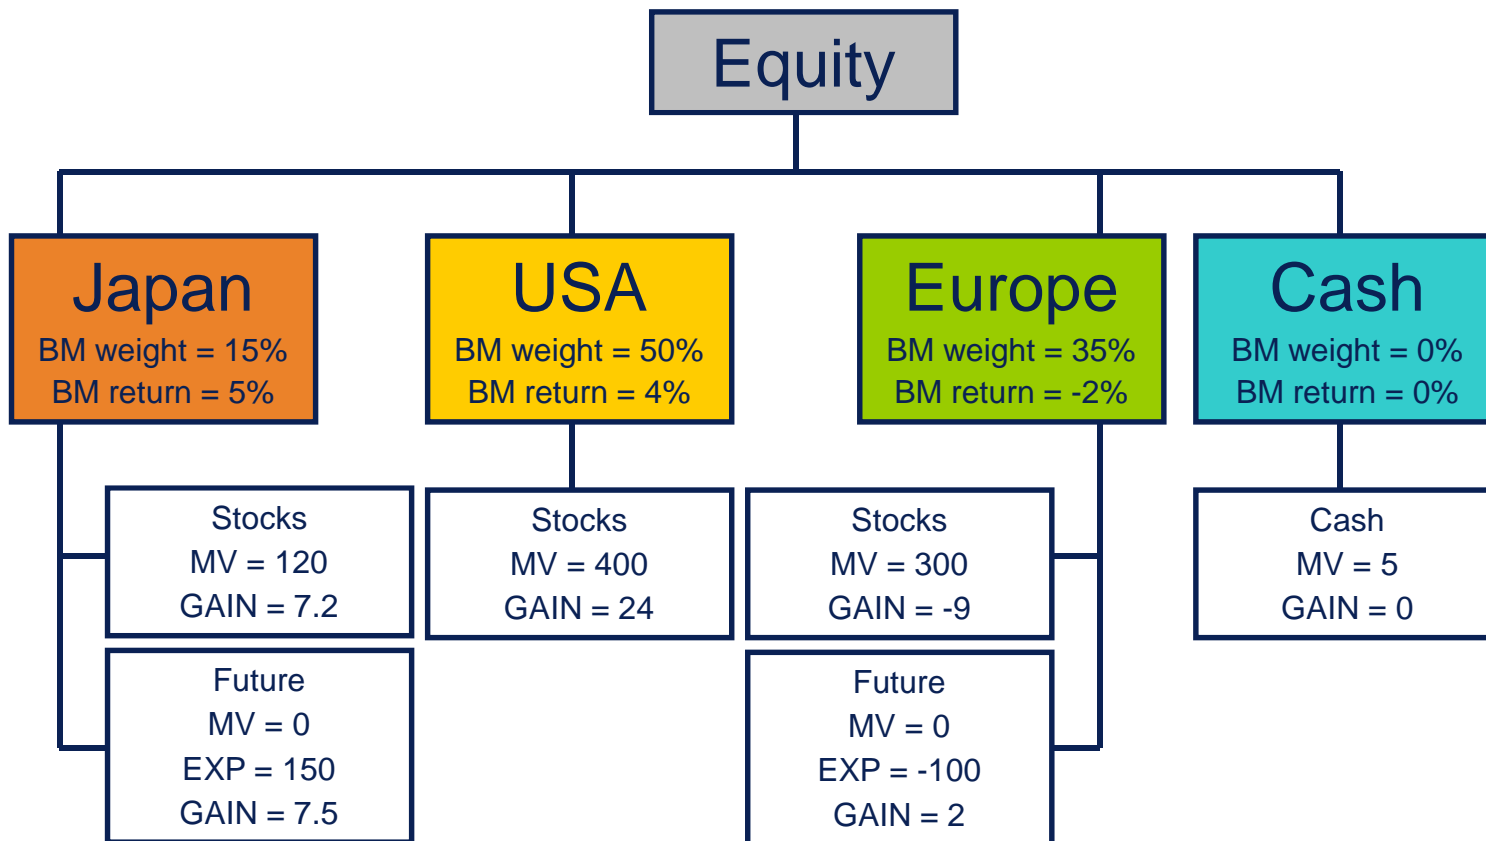 Equity
Japan
BM weight = 15%
BM return = 5%
USA
BM weight = 50%
BM return = 4%
Europe
BM weight = 35%
BM return = -2%
Cash
BM weight = 0%
BM return = 0%
Stocks
MV = 120
GAIN = 7.2
Stocks
MV = 400
GAIN = 24
Stocks
MV = 300
GAIN = -9
Cash
MV = 5
GAIN = 0
Future
MV = 0
EXP = 150
GAIN = 7.5
Future
MV = 0
EXP = -100
GAIN = 2